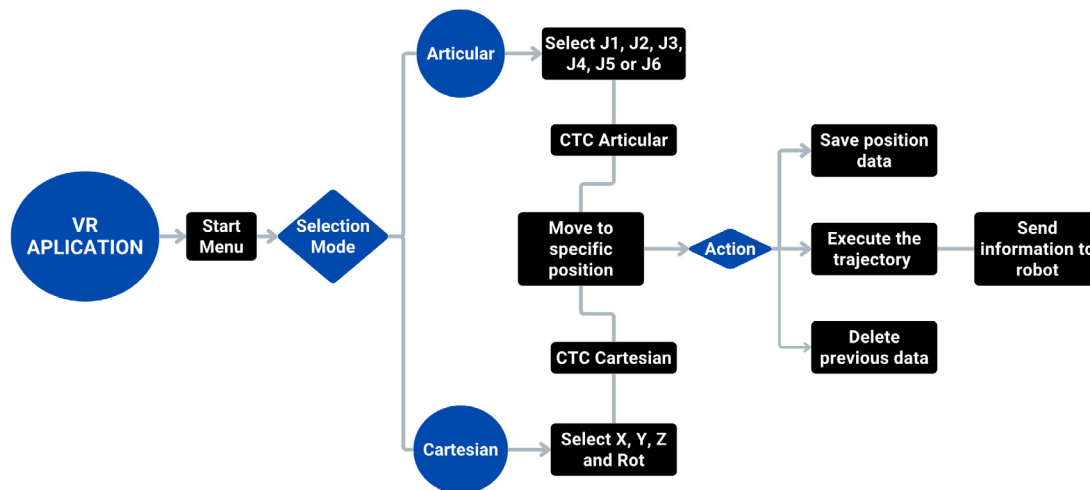 VR
APLICATION
Start
Menu
Selection
Mode
Articular
Select J1, J2, J3,
J4, J5 or J6
CTC Articular
Move to
specific
position
CTC Cartesian
Cartesian
Select X, Y, Z
and Rot
Action
Save position
data
Execute the
trajectory
Send
information to
robot
Delete
previous data